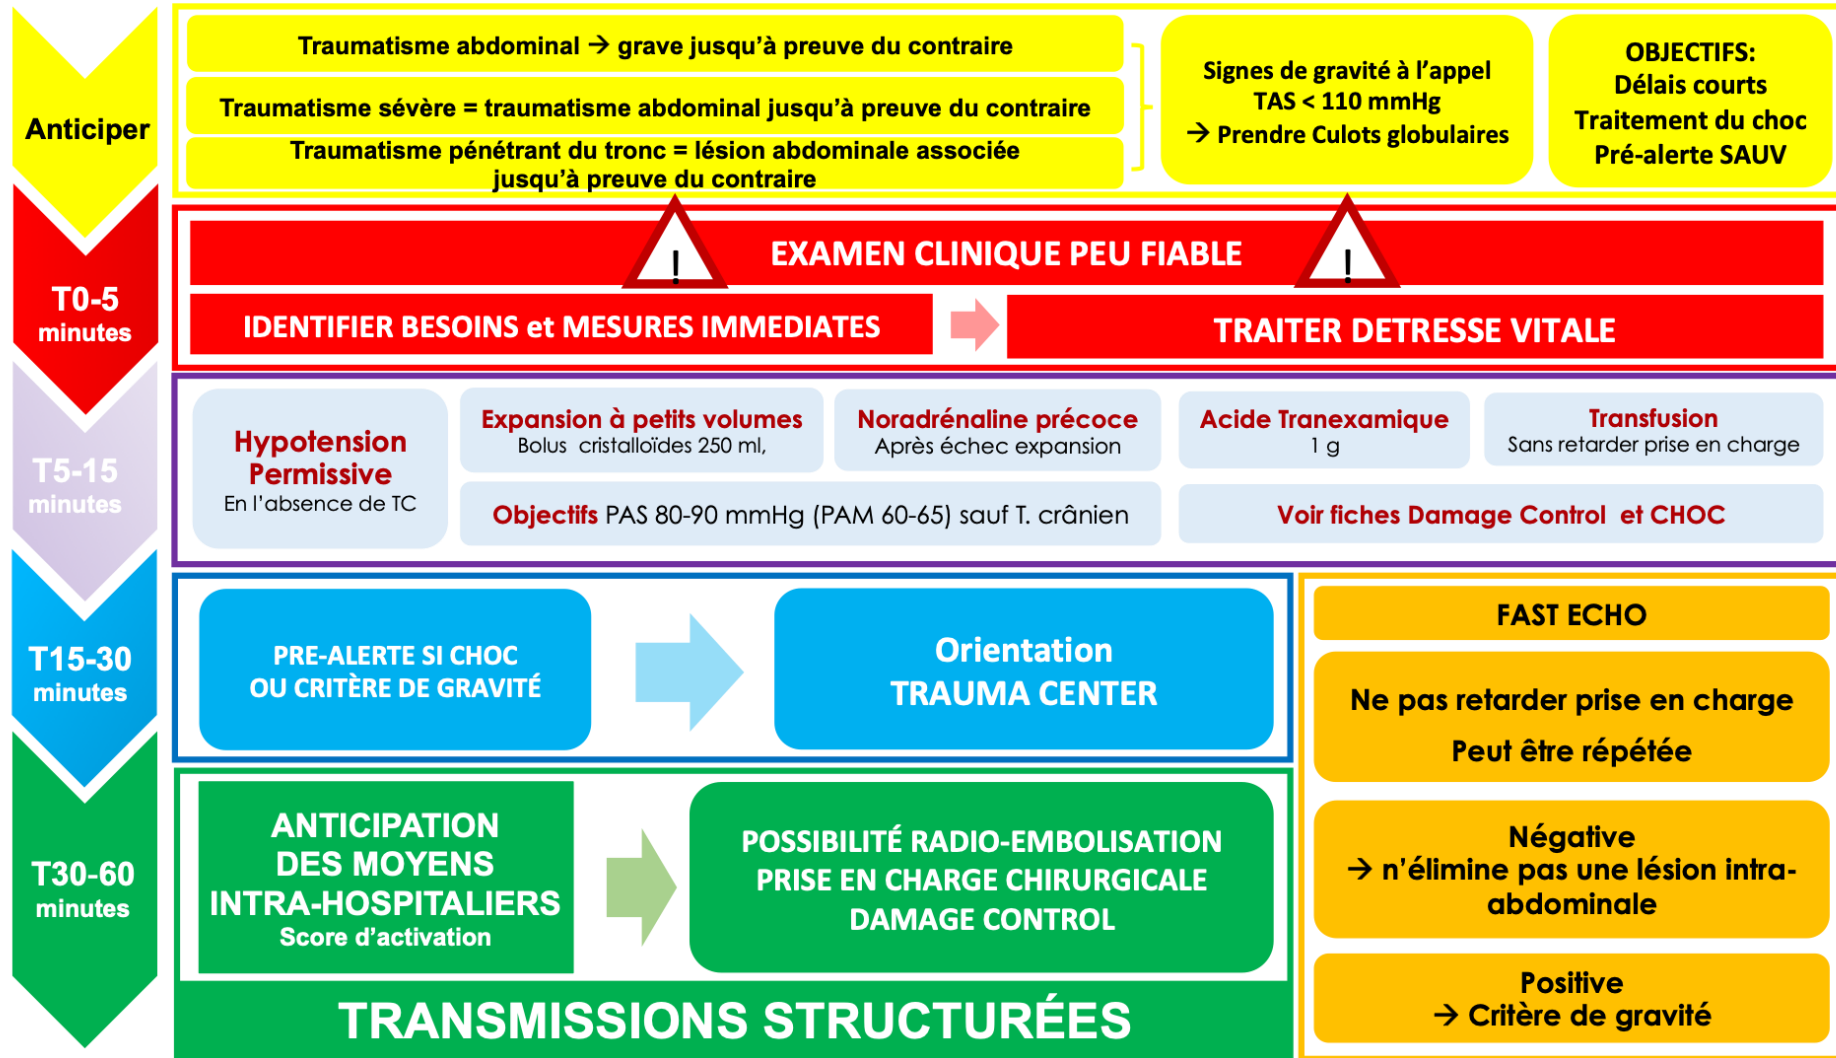 Anticiper
Traumatisme abdominal → grave jusqu'à preuve du contraire
Traumatisme sévère = traumatisme abdominal jusqu'à preuve du contraire
Traumatisme pénétrant du tronc = lésion abdominale associée
jusqu'à preuve du contraire
Signes de gravité à l'appel
TAS < 110 mmHg
→ Prendre Culots globulaires
OBJECTIFS:
Délais courts
Traitement du choc
Pré-alerte SAUV
T0-5
minutes
!
EXAMEN CLINIQUE PEU FIABLE
!
IDENTIFIER BESOINS et MESURES IMMEDIATES
TRAITER DETRESSE VITALE
T5-15
minutes
Hypotension
Permissive
En l'absence de TC
Expansion à petits volumes
Bolus cristalloïdes 250 ml,
Noradrénaline précoce
Après échec expansion
Acide Tranexamique
1 g
Transfusion
Sans retarder prise en charge
Objectifs PAS 80-90 mmHg (PAM 60-65) sauf T. crânien
Voir fiches Damage Control et CHOC
T15-30
minutes
PRE-ALERTE SI CHOC
OU CRITÈRE DE GRAVITÉ
Orientation
TRAUMA CENTER
T30-60
minutes
ANTICIPATION
DES MOYENS
INTRA-HOSPITALIERS
Score d'activation
POSSIBILITÉ RADIO-EMBOLISATION
PRISE EN CHARGE CHIRURGICALE
DAMAGE CONTROL
TRANSMISSIONS STRUCTURÉES
FAST ECHO
Ne pas retarder prise en charge
Peut être répétée
Négative
→ n'élimine pas une lésion intra-
abdominale
Positive
→ Critère de gravité